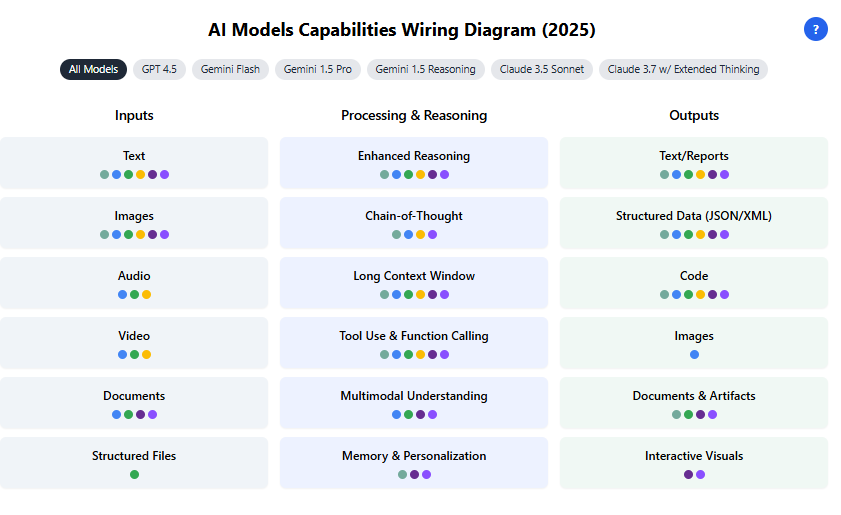 AI Models Capabilities Wiring Diagram (2025)
?
All Models
GPT 4.5
Gemini Flash
Gemini 1.5 Pro
Gemini 1.5 Reasoning
Claude 3.5 Sonnet
Claude 3.7 w/ Extended Thinking
Inputs
Processing & Reasoning
Outputs
Text
Enhanced Reasoning
Text/Reports
Images
Chain-of-Thought
Structured Data (JSON/XML)
Audio
Long Context Window
Code
Video
Tool Use & Function Calling
Images
Documents
Multimodal Understanding
Documents & Artifacts
Structured Files
Memory & Personalization
Interactive Visuals